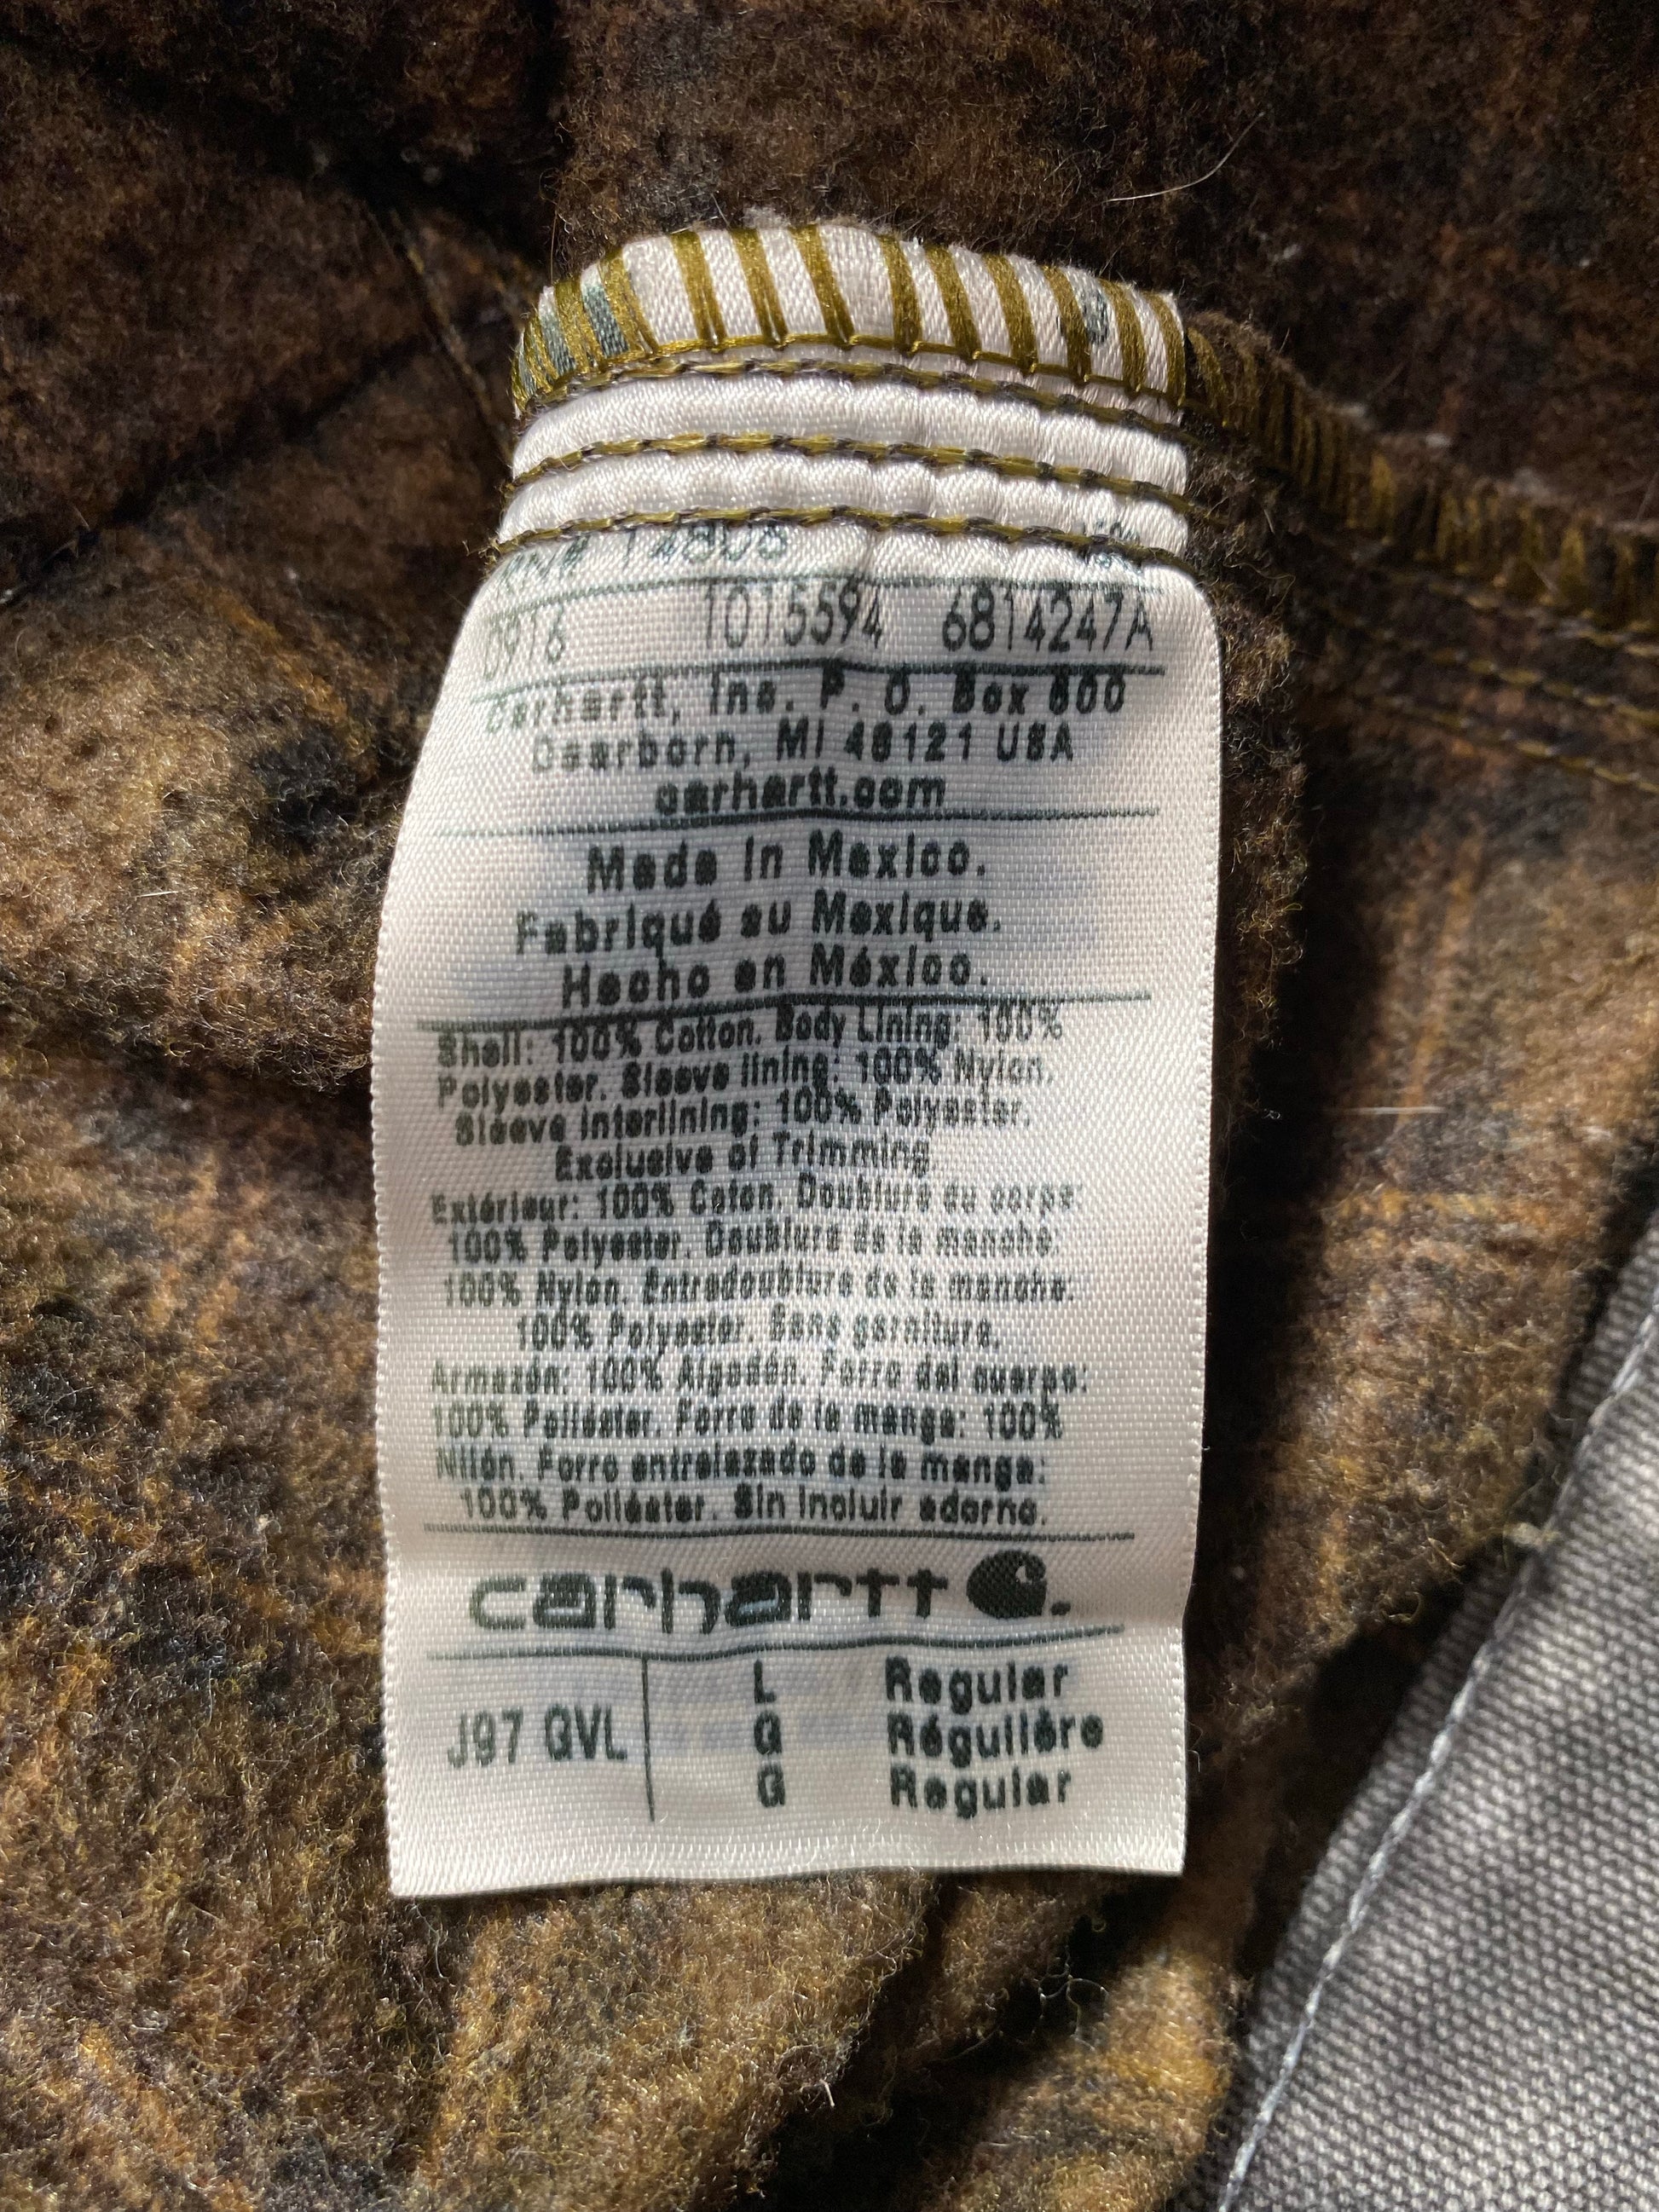 RN# 14806
0916 1015594 6814247A
Carhartt, Inc. P. O. Box 600
Dearborn, MI 48121 USA
carhartt.com
Made in Mexico.
Fabriqué au Mexique.
Hecho en México.
Shell: 100% Cotton. Body Lining: 100%
Polyester. Sleeve lining: 100% Nylon.
Sleeve interlining: 100% Polyester.
Exclusive of Trimming
Extérieur: 100% Coton. Doublure au corps:
100% Polyester. Doublure de la manche:
100% Nylon. Entredoublure de la manche:
100% Polyester. Sans garniture.
Armazón: 100% Algodón. Forro del cuerpo:
100% Poliéster. Forro de la manga: 100%
Nilón. Forro entrelazado de la manga:
100% Poliéster. Sin incluir adorno.
carhartt
J97 GVL L Regular
G Régulière
G Regular